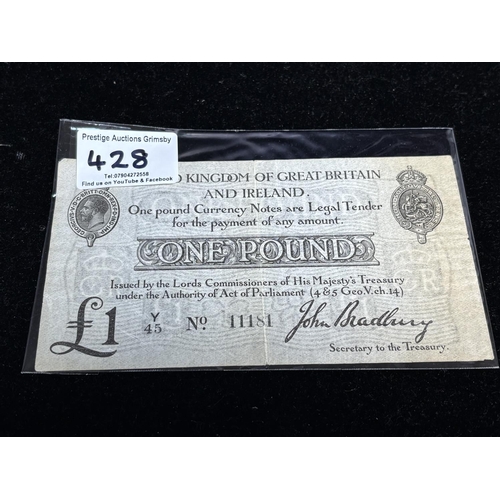 Prestige Auctions Grimsby
428
Tel:07904272558
Find us on YouTube & Facebook
D KINGDOM OF GREAT BRITAIN
AND IRELAND.
One pound Currency Notes are Legal Tender
for the payment of any amount.
ONE POUND
Issued by the Lords Commissioners of His Majesty's Treasury
under the Authority of Act of Parliament (4 & 5 Geo.V. ch.14)
£1 Y/45 No 11181 John Bradbury
Secretary to the Treasury.